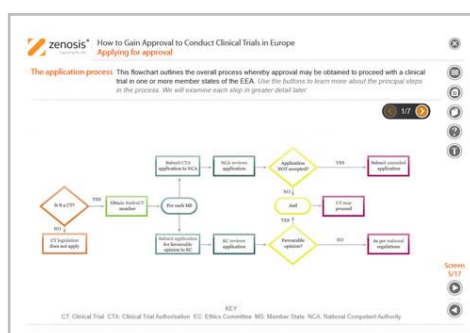 zenosis
How to Gain Approval to Conduct Clinical Trials in Europe
Applying for approval
The application process This flowchart outlines the overall process whereby approval may be obtained to proceed with a clinical
trial in one or more member states of the EEA. Use the buttons to learn more about the principal steps
in the process. We will examine each step in greater detail later.
1/7
Submit CTA
application to NCA
NCA reviews
application
Application
NOT accepted?
YES
Submit amended
application
NO
Is it a CT?
YES
Obtain EudraCT
number
For each MS
And
CT may
proceed
NO
YES
CT legislation
does not apply
Submit application
for favourable
opinion to EC
EC reviews
application
Favourable
opinion?
NO
As per national
regulations
Screen
5/17
KEY
CT: Clinical Trial CTA: Clinical Trial Authorisation EC: Ethics Committee MS: Member State NCA: National Competent Authority